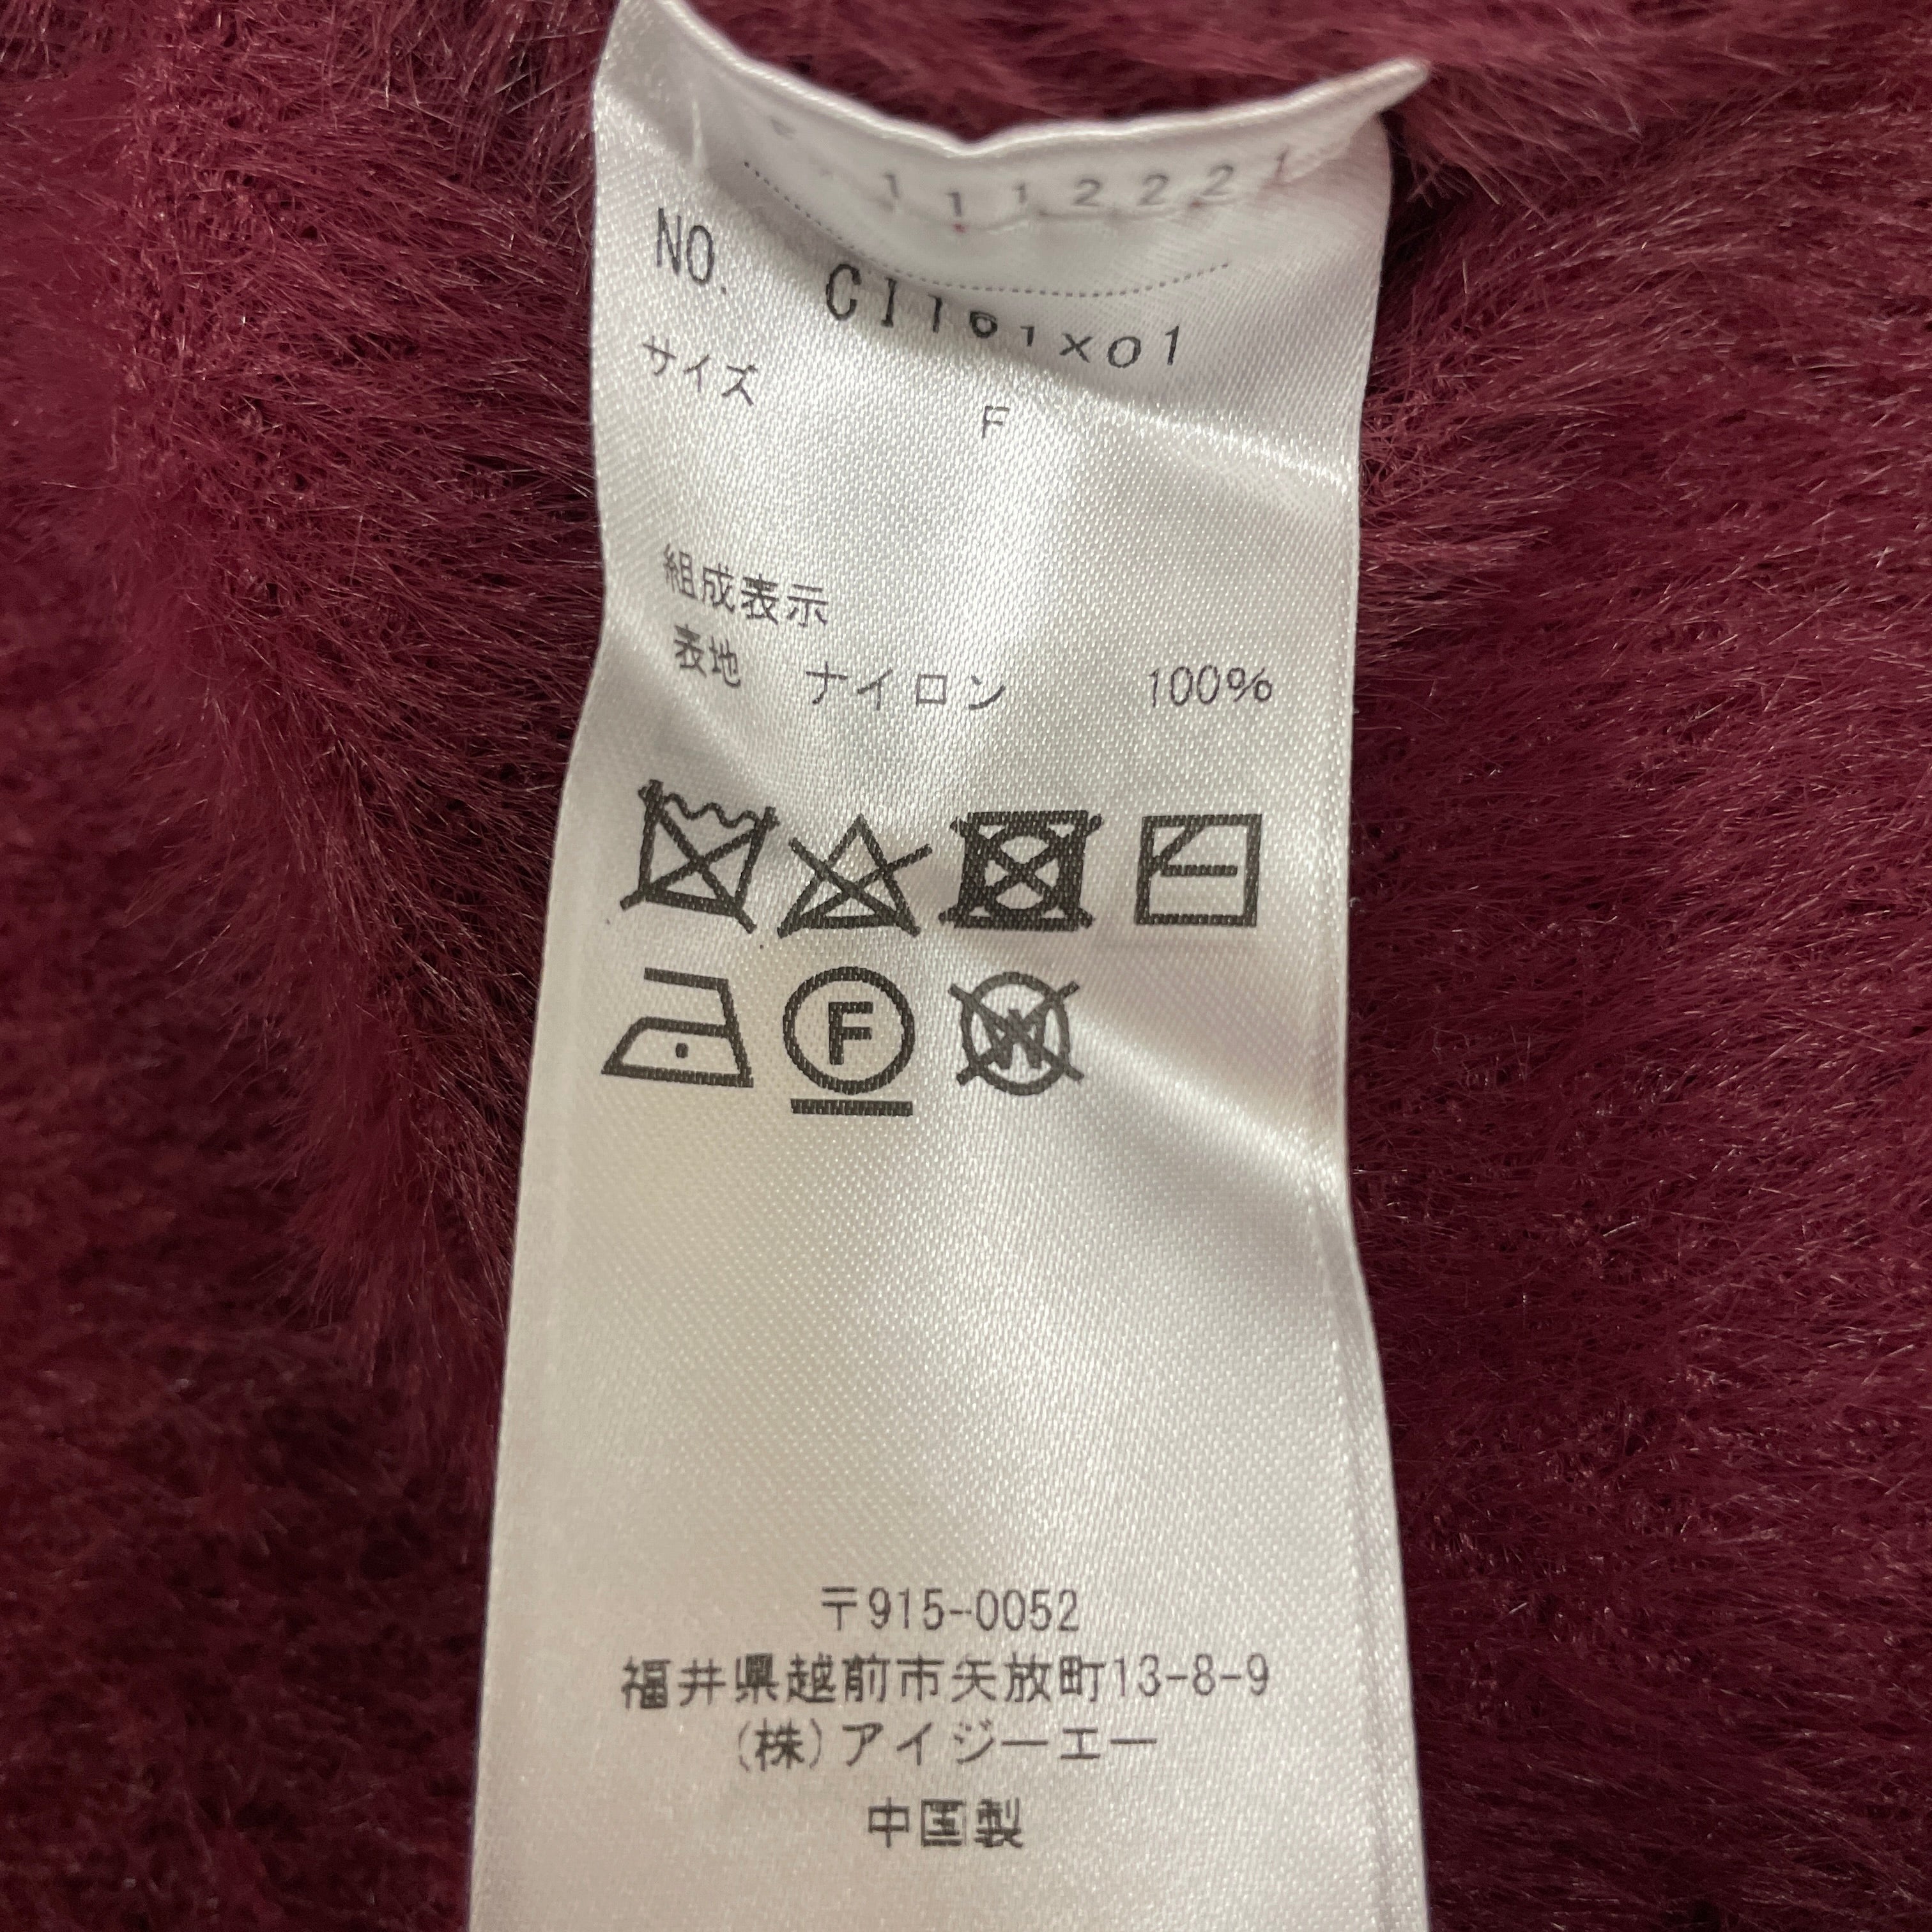 1112221
NO. CI161X01
サイズ F
組成表示
表地 ナイロン 100%
F
W
〒915-0052
福井県越前市矢放町13-8-9
(株)アイジーエー
中国製